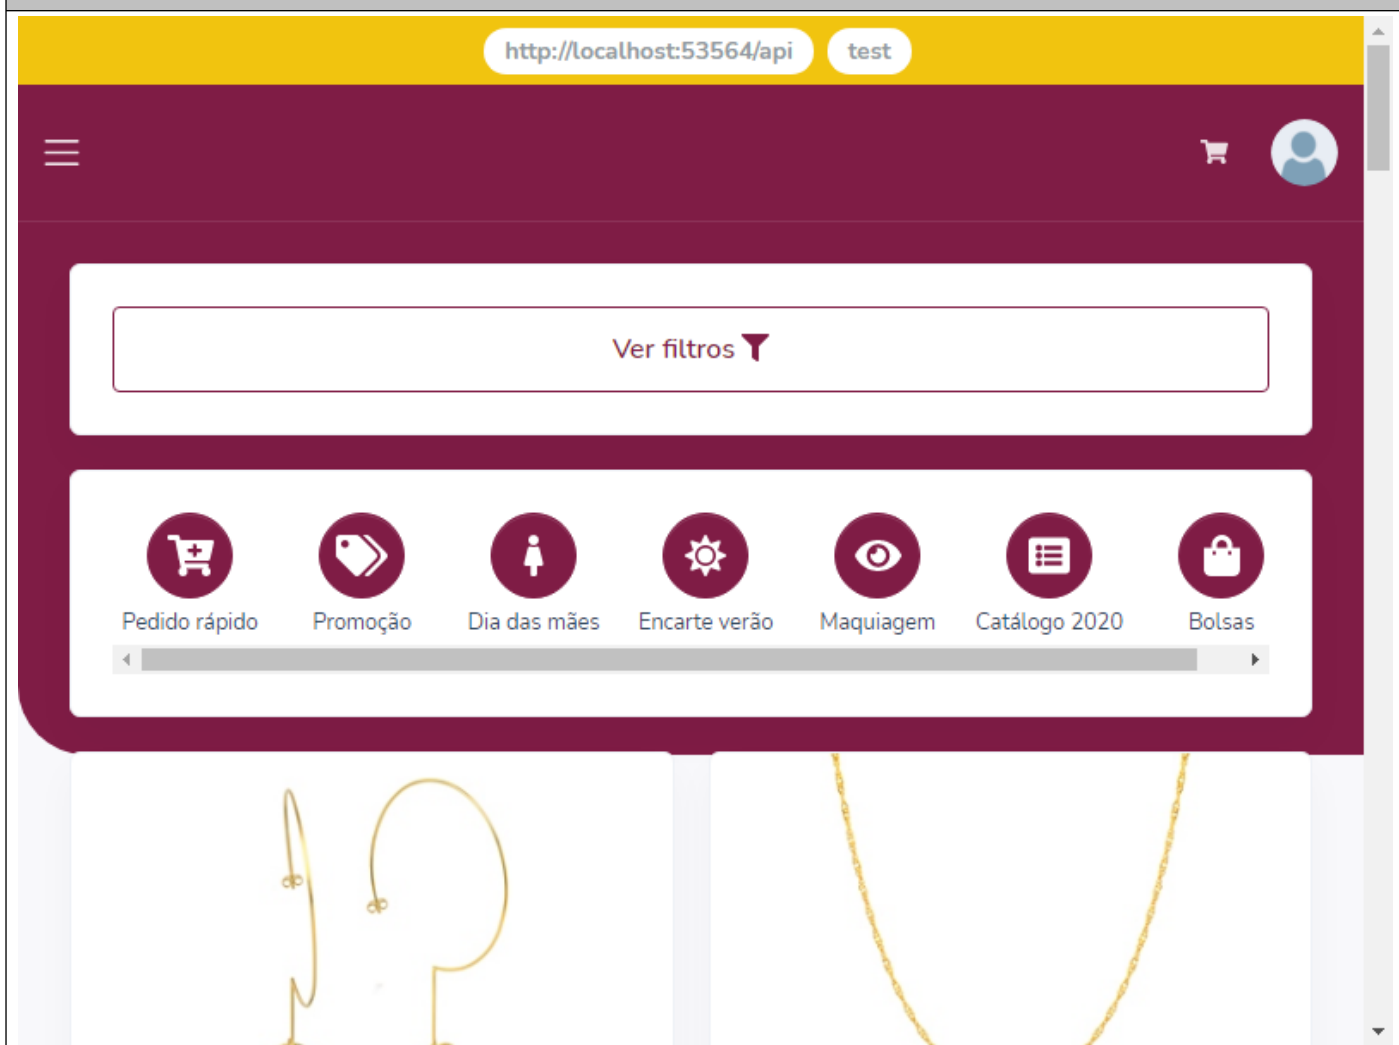 http://localhost:53564/api test
Ver filtros
Pedido rápido Promoção Dia das mães Encarte verão Maquiagem Catálogo 2020 Bolsas